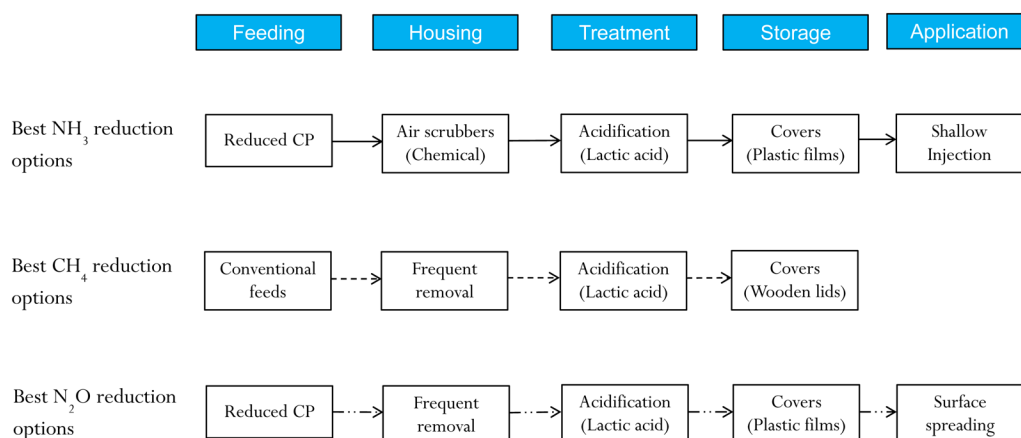 Feeding Housing Treatment Storage Application
Best NH₃ reduction options
Reduced CP
Air scrubbers
(Chemical)
Acidification
(Lactic acid)
Covers
(Plastic films)
Shallow
Injection
Best CH₄ reduction options
Conventional
feeds
Frequent
removal
Acidification
(Lactic acid)
Covers
(Wooden lids)
Best N₂O reduction options
Reduced CP
Frequent
removal
Acidification
(Lactic acid)
Covers
(Plastic films)
Surface
spreading